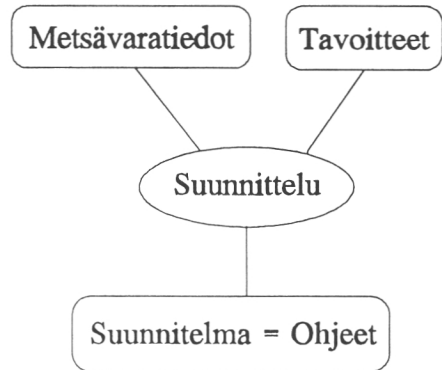 Metsävaratiedot
Tavoitteet
Suunnittelu
Suunnitelma = Ohjeet